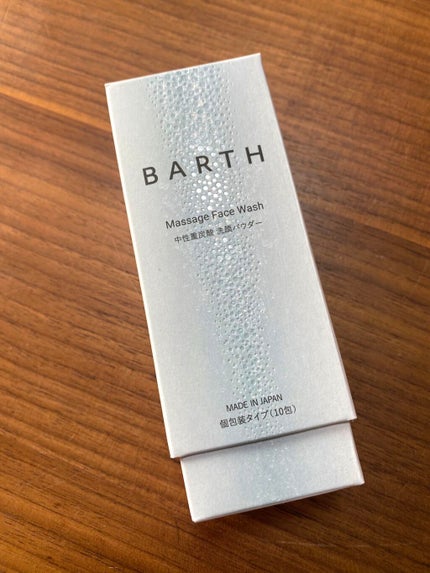 BARTH
Massage Face Wash
中性重炭酸 洗顔パウダー
MADE IN JAPAN
個包装タイプ(10包)